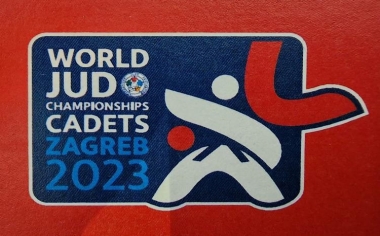 WORLD
JUDO
CHAMPIONSHIPS
CADETS
ZAGREB
2023